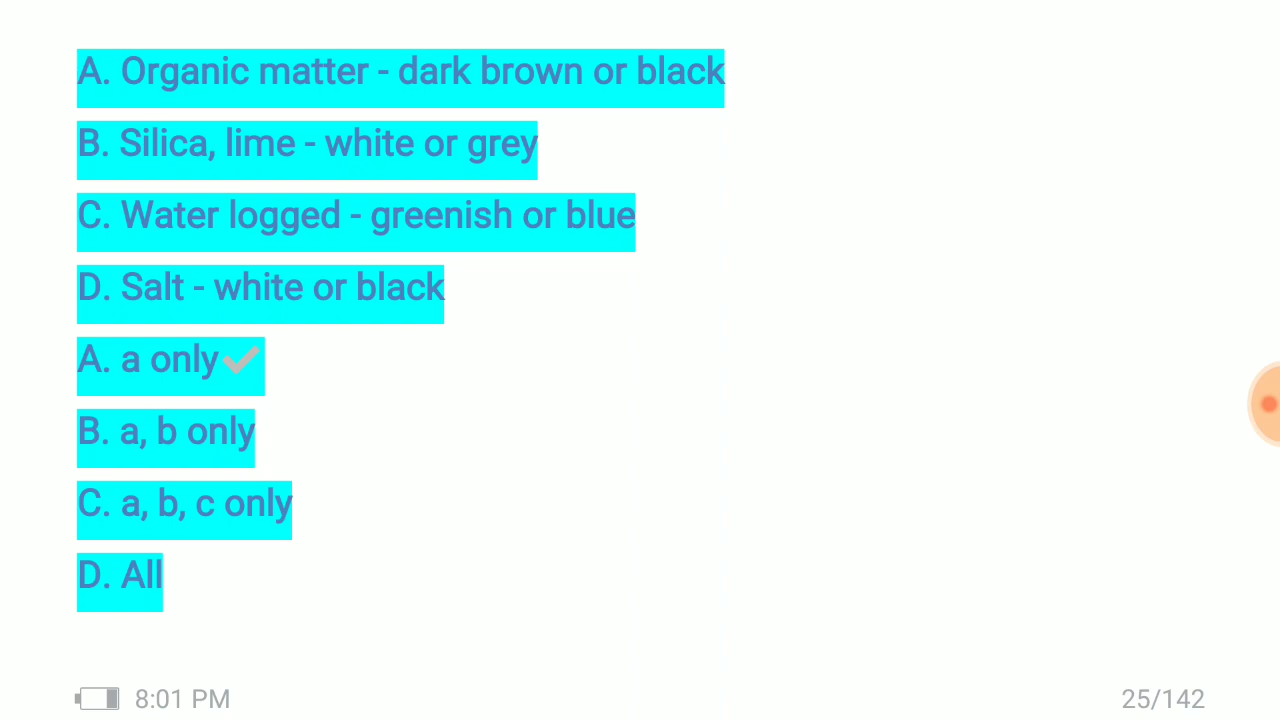 A. Organic matter - dark brown or black
B. Silica, lime - white or grey
C. Water logged - greenish or blue
D. Salt - white or black
A. a only✔
B. a, b only
C. a, b, c only
D. All
8:01 PM
25/142